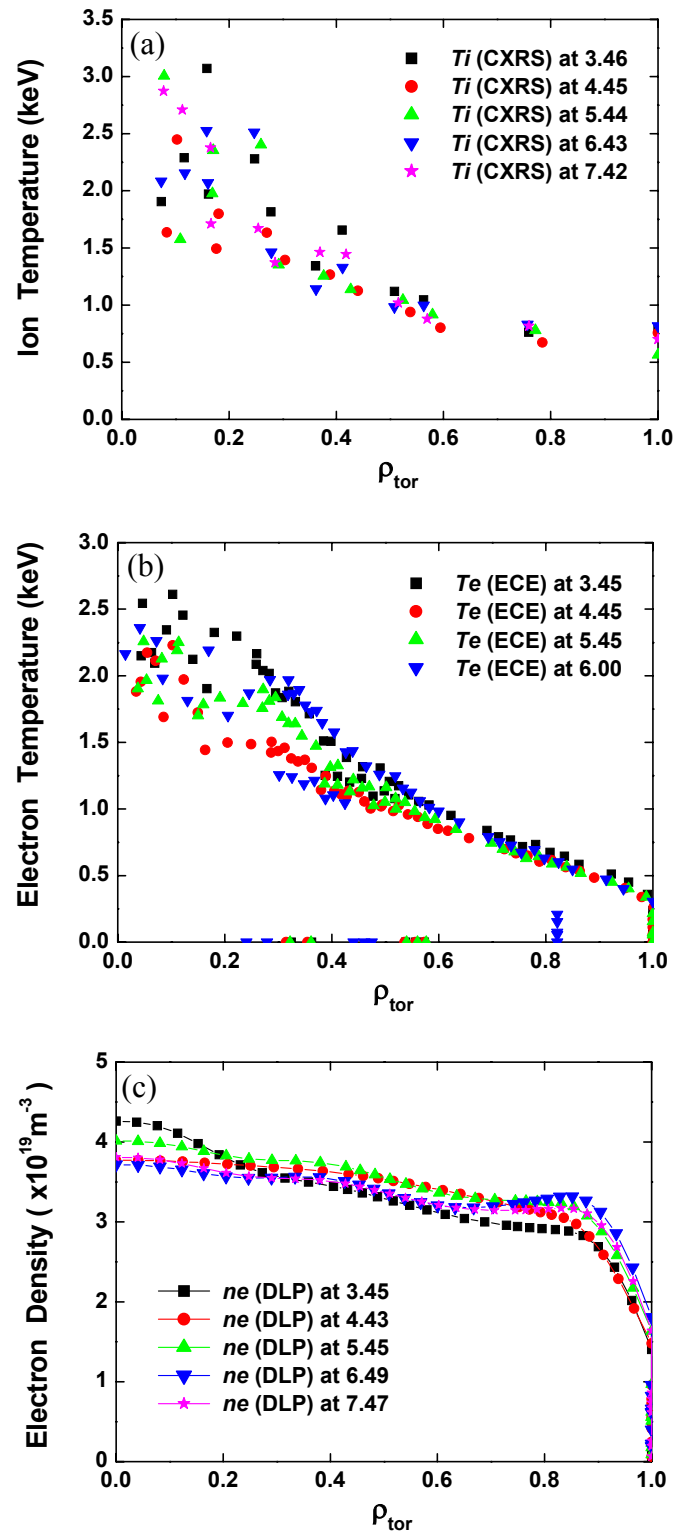 (a)
Ti (CXRS) at 3.46
Ti (CXRS) at 4.45
Ti (CXRS) at 5.44
Ti (CXRS) at 6.43
Ti (CXRS) at 7.42
Ion Temperature (keV)
3.5
3.0
2.5
2.0
1.5
1.0
0.5
0.0
0.0 0.2 0.4 0.6 0.8 1.0
ρtor
(b)
Te (ECE) at 3.45
Te (ECE) at 4.45
Te (ECE) at 5.45
Te (ECE) at 6.00
Electron Temperature (keV)
3.0
2.5
2.0
1.5
1.0
0.5
0.0
0.0 0.2 0.4 0.6 0.8 1.0
ρtor
(c)
Electron Density ( x10¹⁹m⁻³)
5
4
3
2
1
0
ne (DLP) at 3.45
ne (DLP) at 4.43
ne (DLP) at 5.45
ne (DLP) at 6.49
ne (DLP) at 7.47
0.0 0.2 0.4 0.6 0.8 1.0
ρtor